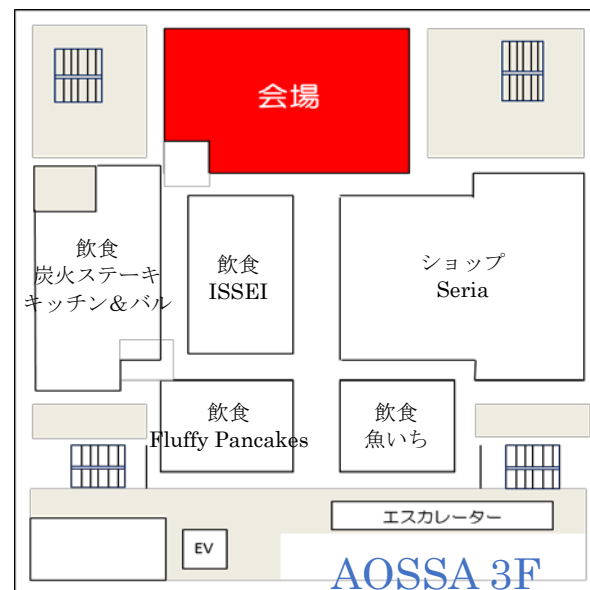 会場
飲食
炭火ステーキ
キッチン＆バル
飲食
ISSEI
ショップ
Seria
飲食
Fluffy Pancakes
飲食
魚いち
エスカレーター
EV
AOSSA 3F